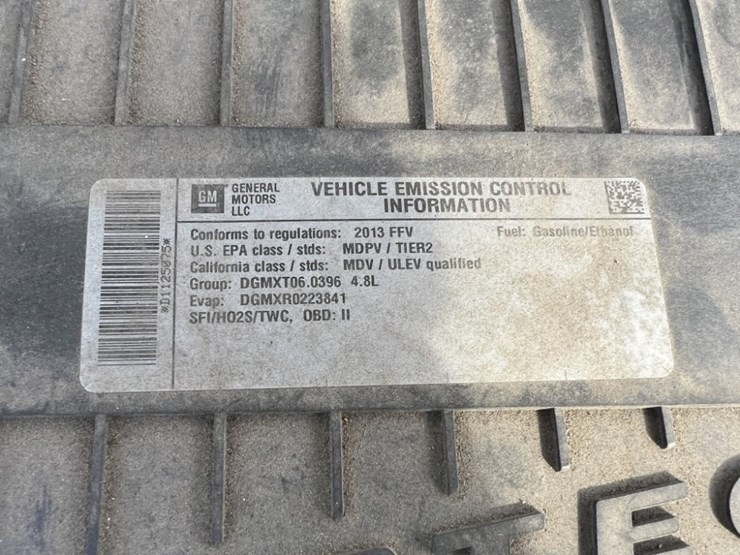 GM GENERAL MOTORS LLC
VEHICLE EMISSION CONTROL
INFORMATION
Conforms to regulations: 2013 FFV Fuel: Gasoline/Ethanol
U.S. EPA class / stds: MDPV / TIER2
California class / stds: MDV / ULEV qualified
Group: DGMXT06.0396 4.8L
Evap: DGMXR0223841
SFI/HO2S/TWC, OBD: II
*D1125075*